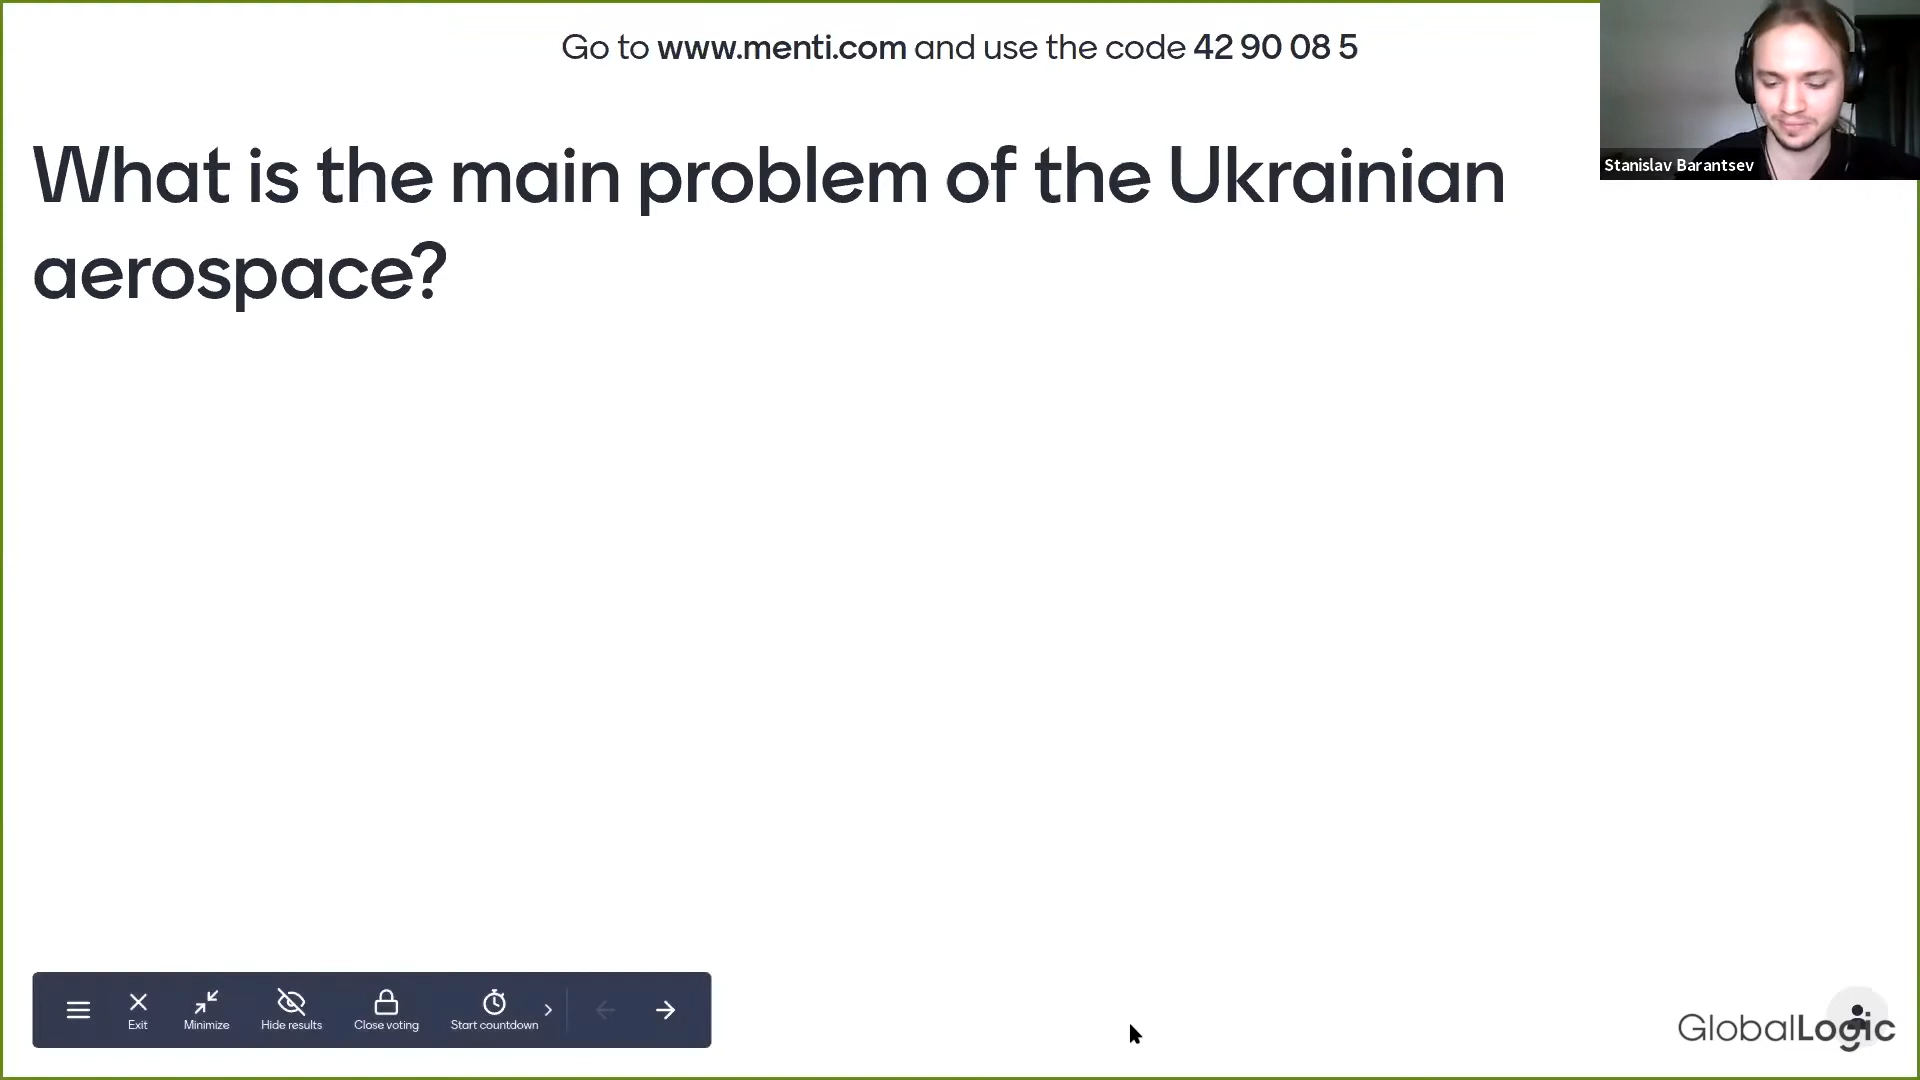 Go to www.menti.com and use the code 42 90 08 5
Stanislav Barantsev
What is the main problem of the Ukrainian
aerospace?
Exit
Minimize
Hide results
Close voting
Start countdown
GlobalLogic